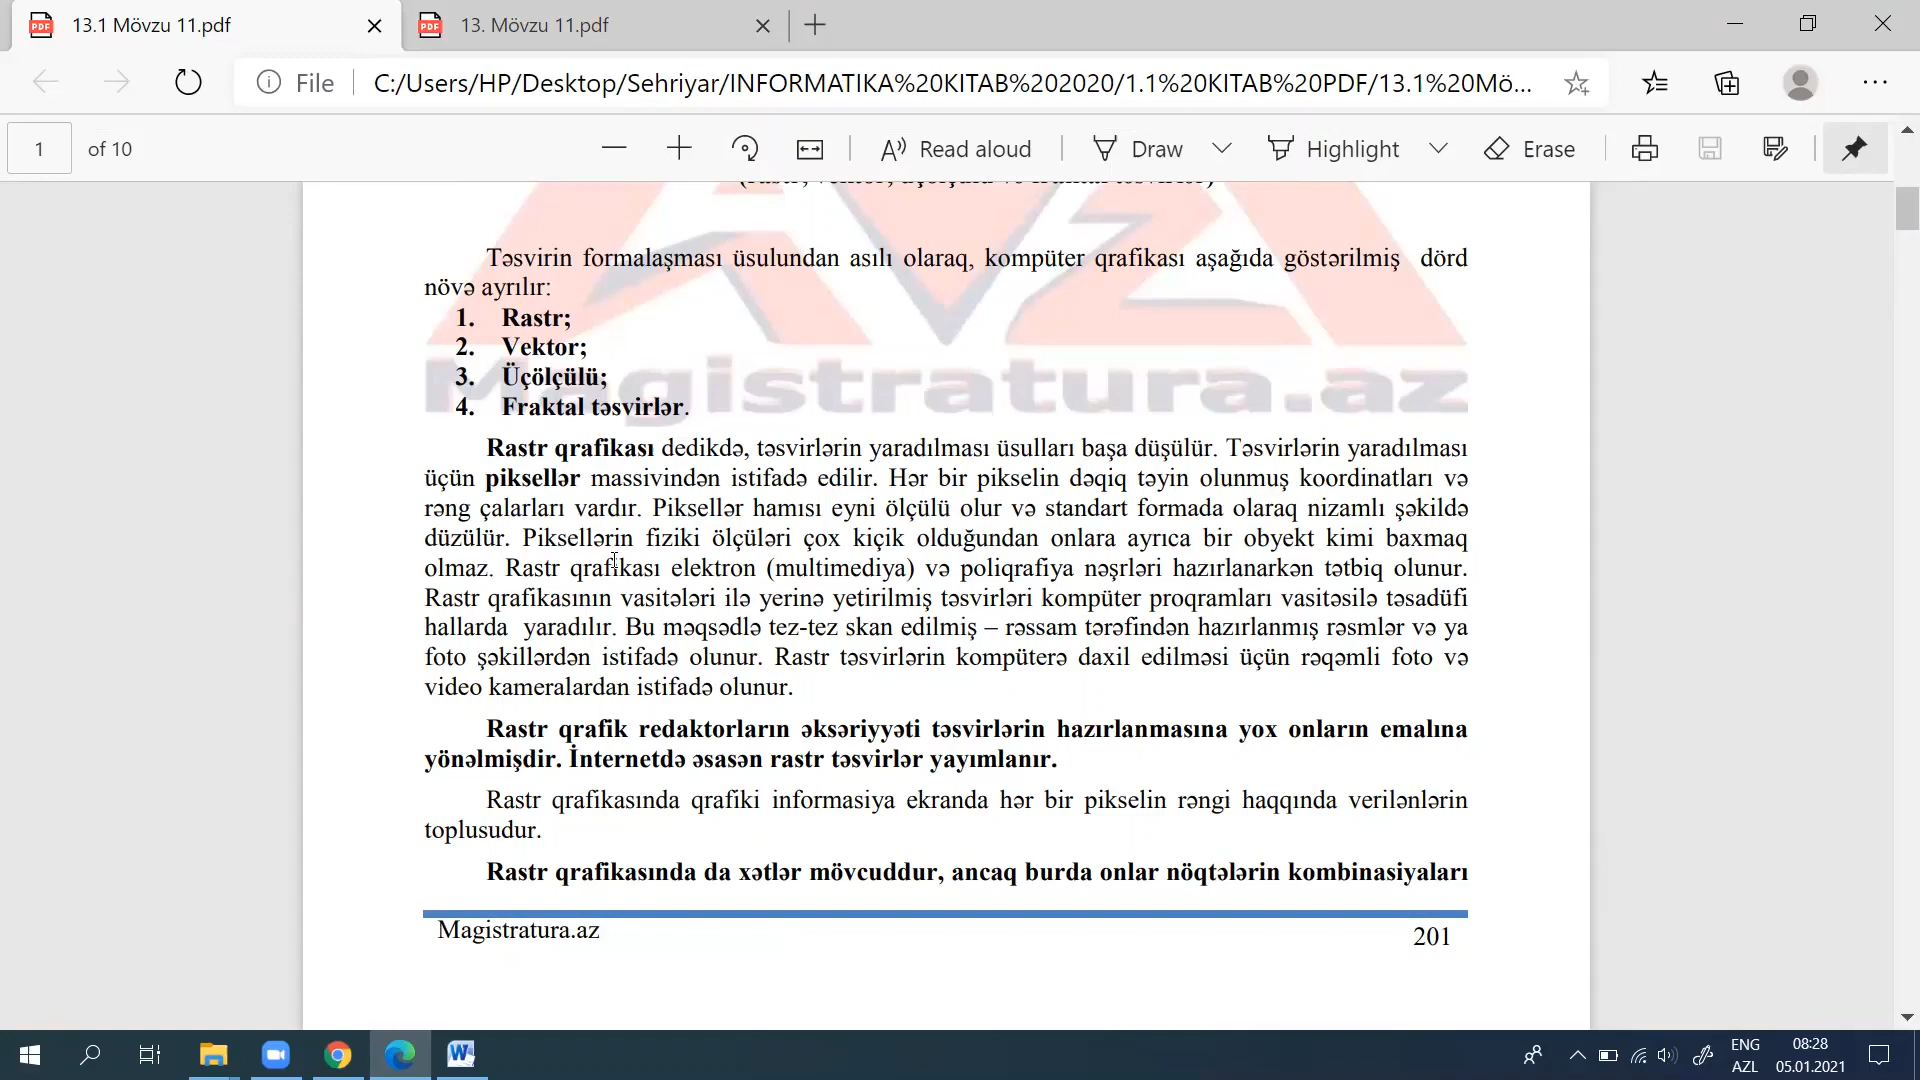 13.1 Mövzu 11.pdf
13. Mövzu 11.pdf
File
C:/Users/HP/Desktop/Sehriyar/INFORMATIKA%20KITAB%202020/1.1%20KITAB%20PDF/13.1%20Mö...
1 of 10
Read aloud
Draw
Highlight
Erase
(rastr, vektor, üçölçülü və fraktal təsvirlər)
Təsvirin formalaşması üsulundan asılı olaraq, kompüter qrafikası aşağıda göstərilmiş dörd
növə ayrılır:
1. Rastr;
2. Vektor;
3. Üçölçülü;
4. Fraktal təsvirlər.
Magistratura.az
Rastr qrafikası dedikdə, təsvirlərin yaradılması üsulları başa düşülür. Təsvirlərin yaradılması
üçün piksellər massivindən istifadə edilir. Hər bir pikselin dəqiq təyin olunmuş koordinatları və
rəng çalarları vardır. Piksellər hamısı eyni ölçülü olur və standart formada olaraq nizamlı şəkildə
düzülür. Piksellərin fiziki ölçüləri çox kiçik olduğundan onlara ayrıca bir obyekt kimi baxmaq
olmaz. Rastr qrafikası elektron (multimediya) və poliqrafiya nəşrləri hazırlanarkən tətbiq olunur.
Rastr qrafikasının vasitələri ilə yerinə yetirilmiş təsvirləri kompüter proqramları vasitəsilə təsadüfi
hallarda yaradılır. Bu məqsədlə tez-tez skan edilmiş – rəssam tərəfindən hazırlanmış rəsmlər və ya
foto şəkillərdən istifadə olunur. Rastr təsvirlərin kompüterə daxil edilməsi üçün rəqəmli foto və
video kameralardan istifadə olunur.
Rastr qrafik redaktorların əksəriyyəti təsvirlərin hazırlanmasına yox onların emalına
yönəlmişdir. İnternetdə əsasən rastr təsvirlər yayımlanır.
Rastr qrafikasında qrafiki informasiya ekranda hər bir pikselin rəngi haqqında verilənlərin
toplusudur.
Rastr qrafikasında da xətlər mövcuddur, ancaq burda onlar nöqtələrin kombinasiyaları
Magistratura.az
201
ENG
AZL
08:28
05.01.2021